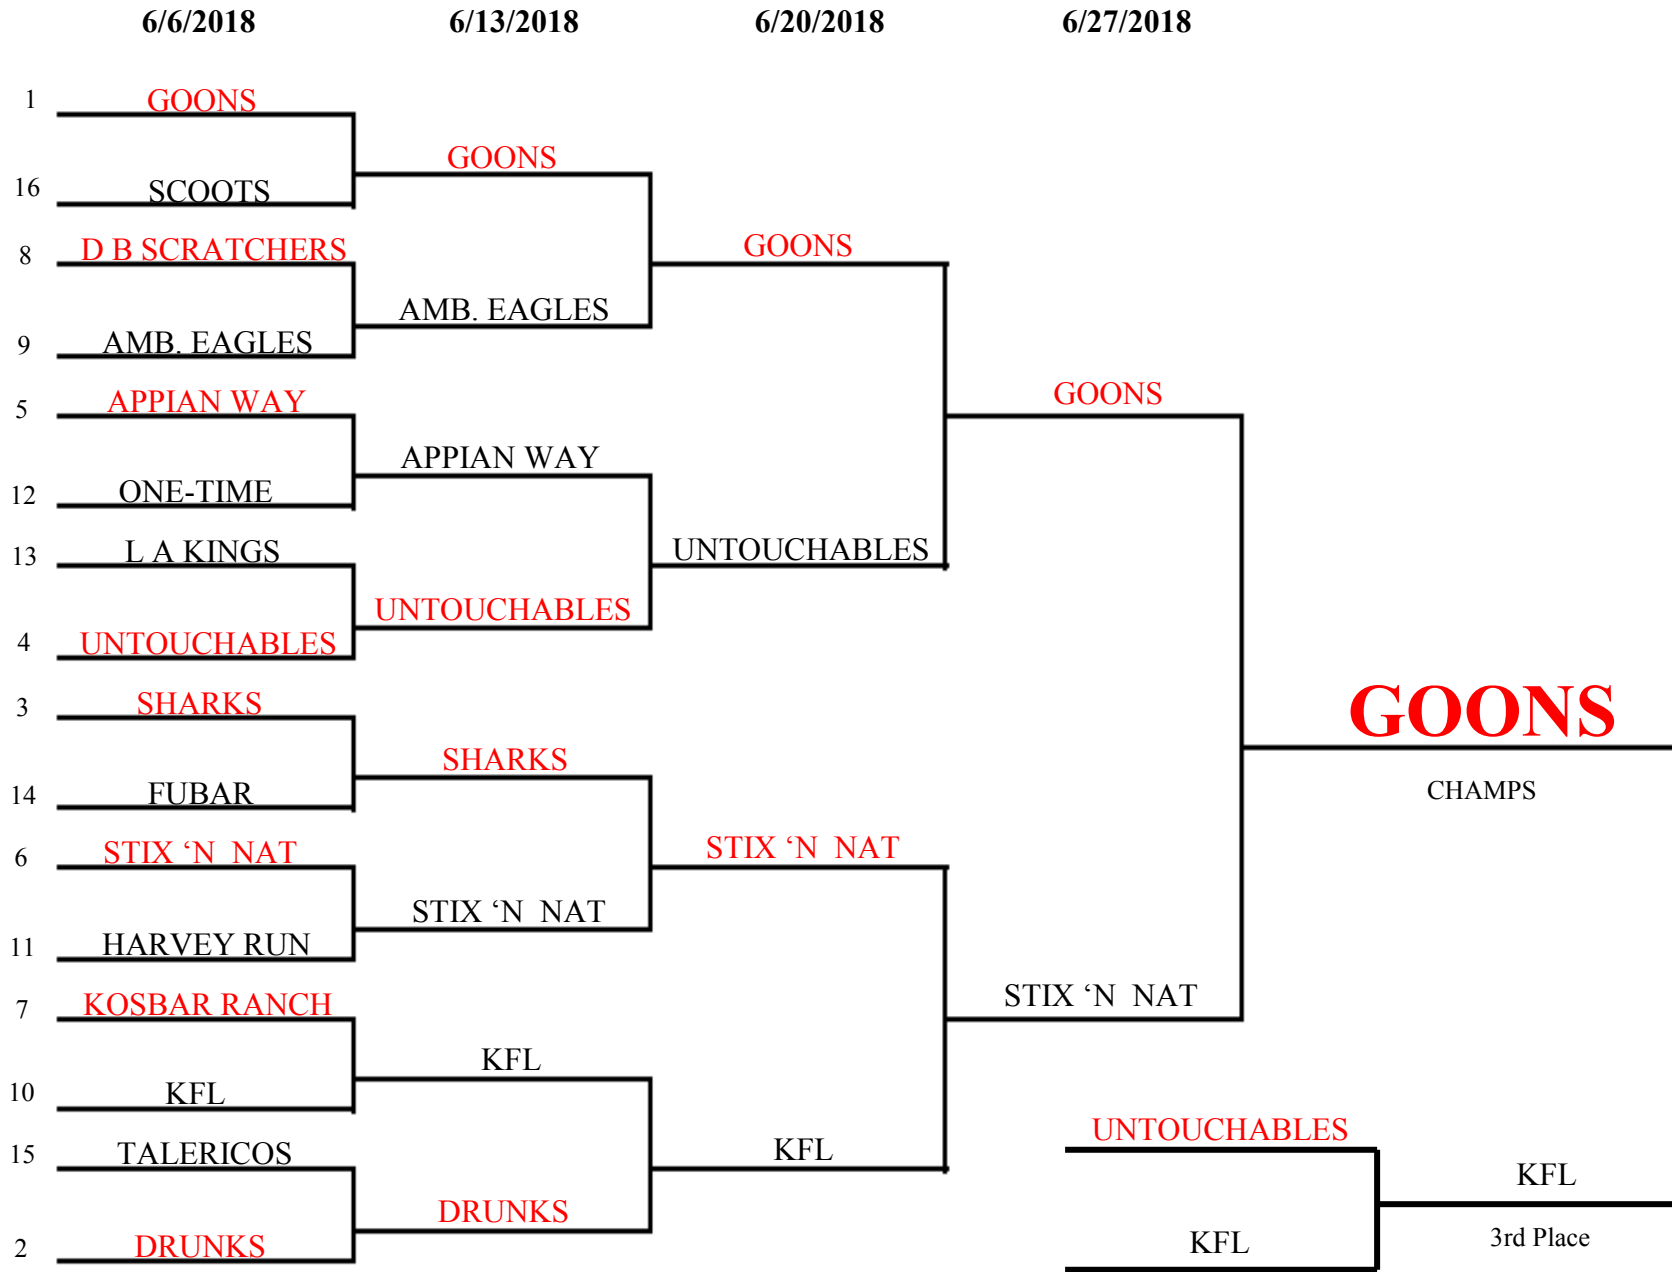 6/6/2018 6/13/2018 6/20/2018 6/27/2018
1 GOONS
GOONS
16 SCOOTS
8 D B SCRATCHERS
GOONS
AMB. EAGLES
9 AMB. EAGLES
5 APPIAN WAY
GOONS
APPIAN WAY
12 ONE-TIME
13 L A KINGS
UNTOUCHABLES
UNTOUCHABLES
4 UNTOUCHABLES
3 SHARKS
GOONS
SHARKS
CHAMPS
14 FUBAR
6 STIX ‘N NAT
STIX ‘N NAT
STIX ‘N NAT
11 HARVEY RUN
7 KOSBAR RANCH
STIX ‘N NAT
KFL
10 KFL
UNTOUCHABLES
15 TALERICOS
KFL
KFL
DRUNKS
3rd Place
2 DRUNKS
KFL